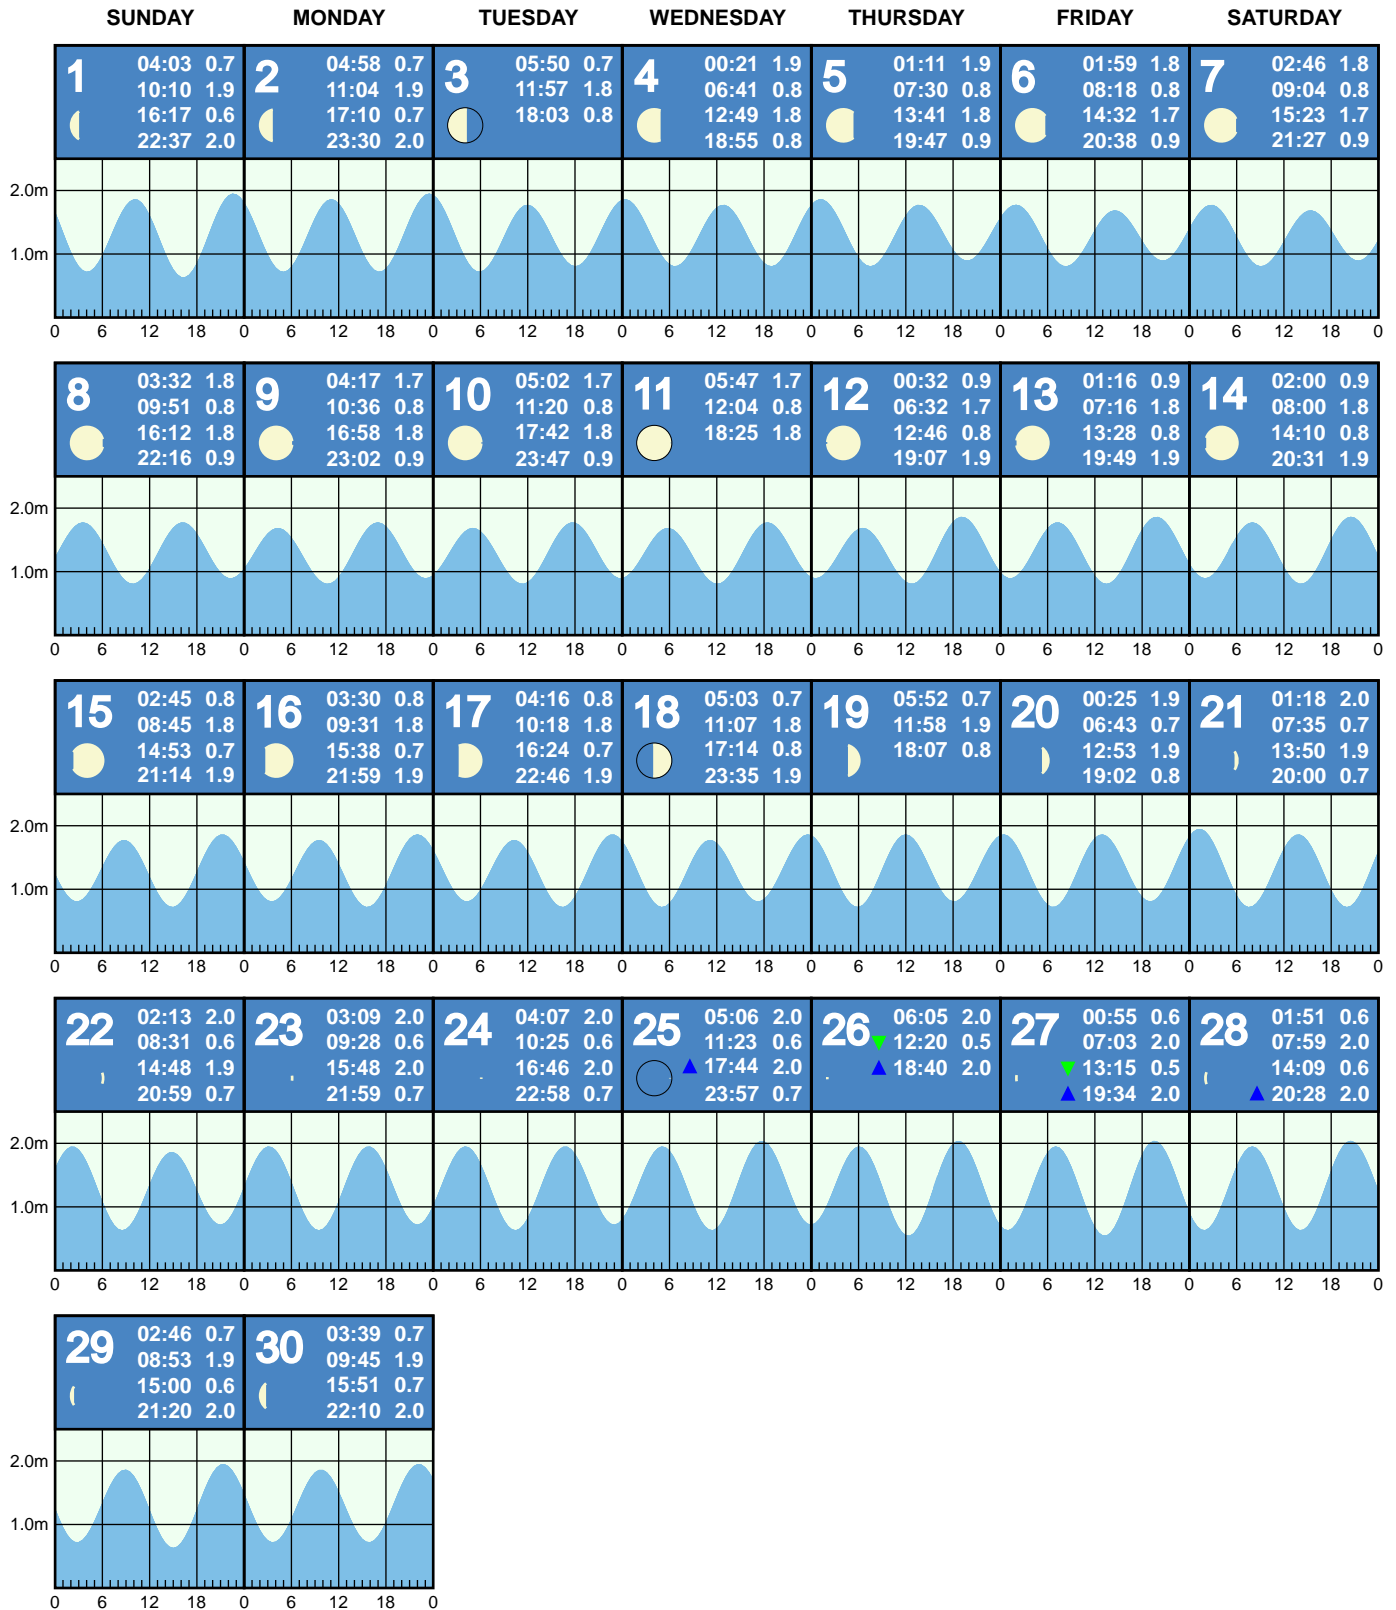 SUNDAY MONDAY TUESDAY WEDNESDAY THURSDAY FRIDAY SATURDAY
1 04:03 0.7
10:10 1.9
16:17 0.6
22:37 2.0
2 04:58 0.7
11:04 1.9
17:10 0.7
23:30 2.0
3 05:50 0.7
11:57 1.8
18:03 0.8
4 00:21 1.9
06:41 0.8
12:49 1.8
18:55 0.8
5 01:11 1.9
07:30 0.8
13:41 1.8
19:47 0.9
6 01:59 1.8
08:18 0.8
14:32 1.7
20:38 0.9
7 02:46 1.8
09:04 0.8
15:23 1.7
21:27 0.9
2.0m
1.0m
0 6 12 18 0 6 12 18 0 6 12 18 0 6 12 18 0 6 12 18 0 6 12 18 0 6 12 18 0
8 03:32 1.8
09:51 0.8
16:12 1.8
22:16 0.9
9 04:17 1.7
10:36 0.8
16:58 1.8
23:02 0.9
10 05:02 1.7
11:20 0.8
17:42 1.8
23:47 0.9
11 05:47 1.7
12:04 0.8
18:25 1.8
12 00:32 0.9
06:32 1.7
12:46 0.8
19:07 1.9
13 01:16 0.9
07:16 1.8
13:28 0.8
19:49 1.9
14 02:00 0.9
08:00 1.8
14:10 0.8
20:31 1.9
2.0m
1.0m
0 6 12 18 0 6 12 18 0 6 12 18 0 6 12 18 0 6 12 18 0 6 12 18 0 6 12 18 0
15 02:45 0.8
08:45 1.8
14:53 0.7
21:14 1.9
16 03:30 0.8
09:31 1.8
15:38 0.7
21:59 1.9
17 04:16 0.8
10:18 1.8
16:24 0.7
22:46 1.9
18 05:03 0.7
11:07 1.8
17:14 0.8
23:35 1.9
19 05:52 0.7
11:58 1.9
18:07 0.8
20 00:25 1.9
06:43 0.7
12:53 1.9
19:02 0.8
21 01:18 2.0
07:35 0.7
13:50 1.9
20:00 0.7
2.0m
1.0m
0 6 12 18 0 6 12 18 0 6 12 18 0 6 12 18 0 6 12 18 0 6 12 18 0 6 12 18 0
22 02:13 2.0
08:31 0.6
14:48 1.9
20:59 0.7
23 03:09 2.0
09:28 0.6
15:48 2.0
21:59 0.7
24 04:07 2.0
10:25 0.6
16:46 2.0
22:58 0.7
25 05:06 2.0
11:23 0.6
17:44 2.0
23:57 0.7
26 06:05 2.0
12:20 0.5
18:40 2.0
27 00:55 0.6
07:03 2.0
13:15 0.5
19:34 2.0
28 01:51 0.6
07:59 2.0
14:09 0.6
20:28 2.0
2.0m
1.0m
0 6 12 18 0 6 12 18 0 6 12 18 0 6 12 18 0 6 12 18 0 6 12 18 0 6 12 18 0
29 02:46 0.7
08:53 1.9
15:00 0.6
21:20 2.0
30 03:39 0.7
09:45 1.9
15:51 0.7
22:10 2.0
2.0m
1.0m
0 6 12 18 0 6 12 18 0